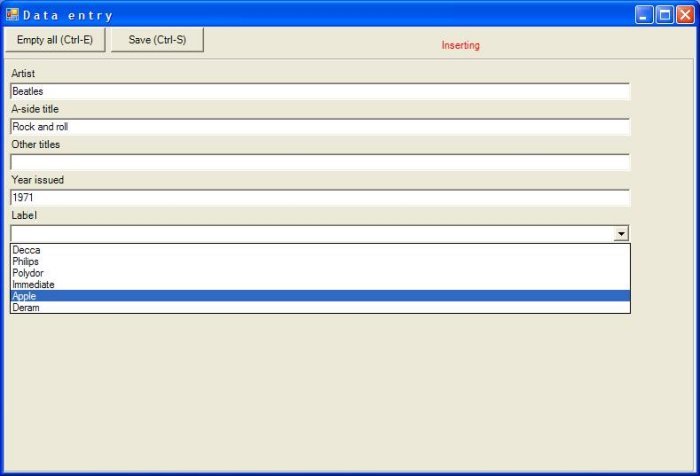 Data entry
Empty all (Ctrl-E) Save (Ctrl-S) Inserting
Artist
Beatles
A-side title
Rock and roll
Other titles
Year issued
1971
Label
Decca
Philips
Polydor
Immediate
Apple
Deram